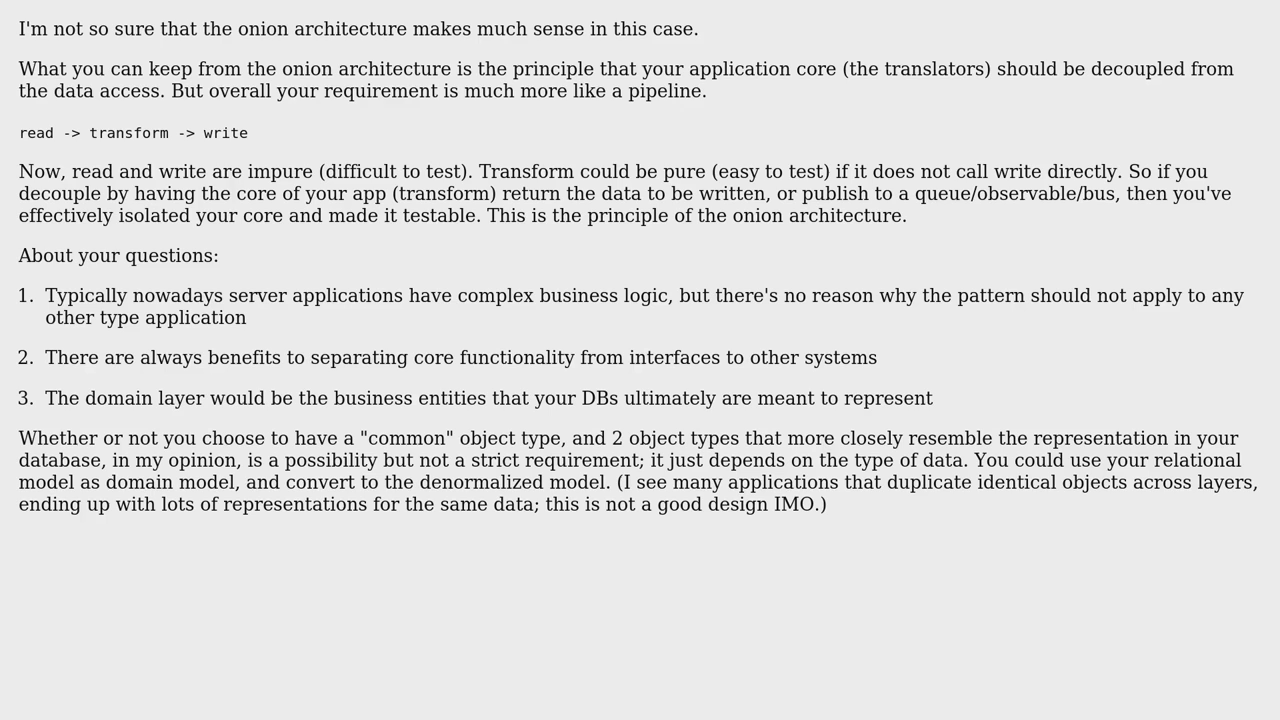 I'm not so sure that the onion architecture makes much sense in this case.
What you can keep from the onion architecture is the principle that your application core (the translators) should be decoupled from
the data access. But overall your requirement is much more like a pipeline.
read -> transform -> write
Now, read and write are impure (difficult to test). Transform could be pure (easy to test) if it does not call write directly. So if you
decouple by having the core of your app (transform) return the data to be written, or publish to a queue/observable/bus, then you've
effectively isolated your core and made it testable. This is the principle of the onion architecture.
About your questions:
1. Typically nowadays server applications have complex business logic, but there's no reason why the pattern should not apply to any
other type application
2. There are always benefits to separating core functionality from interfaces to other systems
3. The domain layer would be the business entities that your DBs ultimately are meant to represent
Whether or not you choose to have a "common" object type, and 2 object types that more closely resemble the representation in your
database, in my opinion, is a possibility but not a strict requirement; it just depends on the type of data. You could use your relational
model as domain model, and convert to the denormalized model. (I see many applications that duplicate identical objects across layers,
ending up with lots of representations for the same data; this is not a good design IMO.)